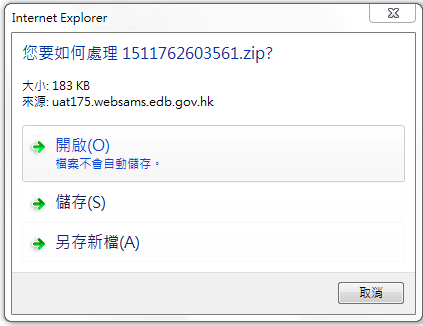 Internet Explorer
您要如何處理 1511762603561.zip?
大小: 183 KB
來源: uat175.websams.edb.gov.hk
開啟(O)
檔案不會自動儲存。
儲存(S)
另存新檔(A)
取消